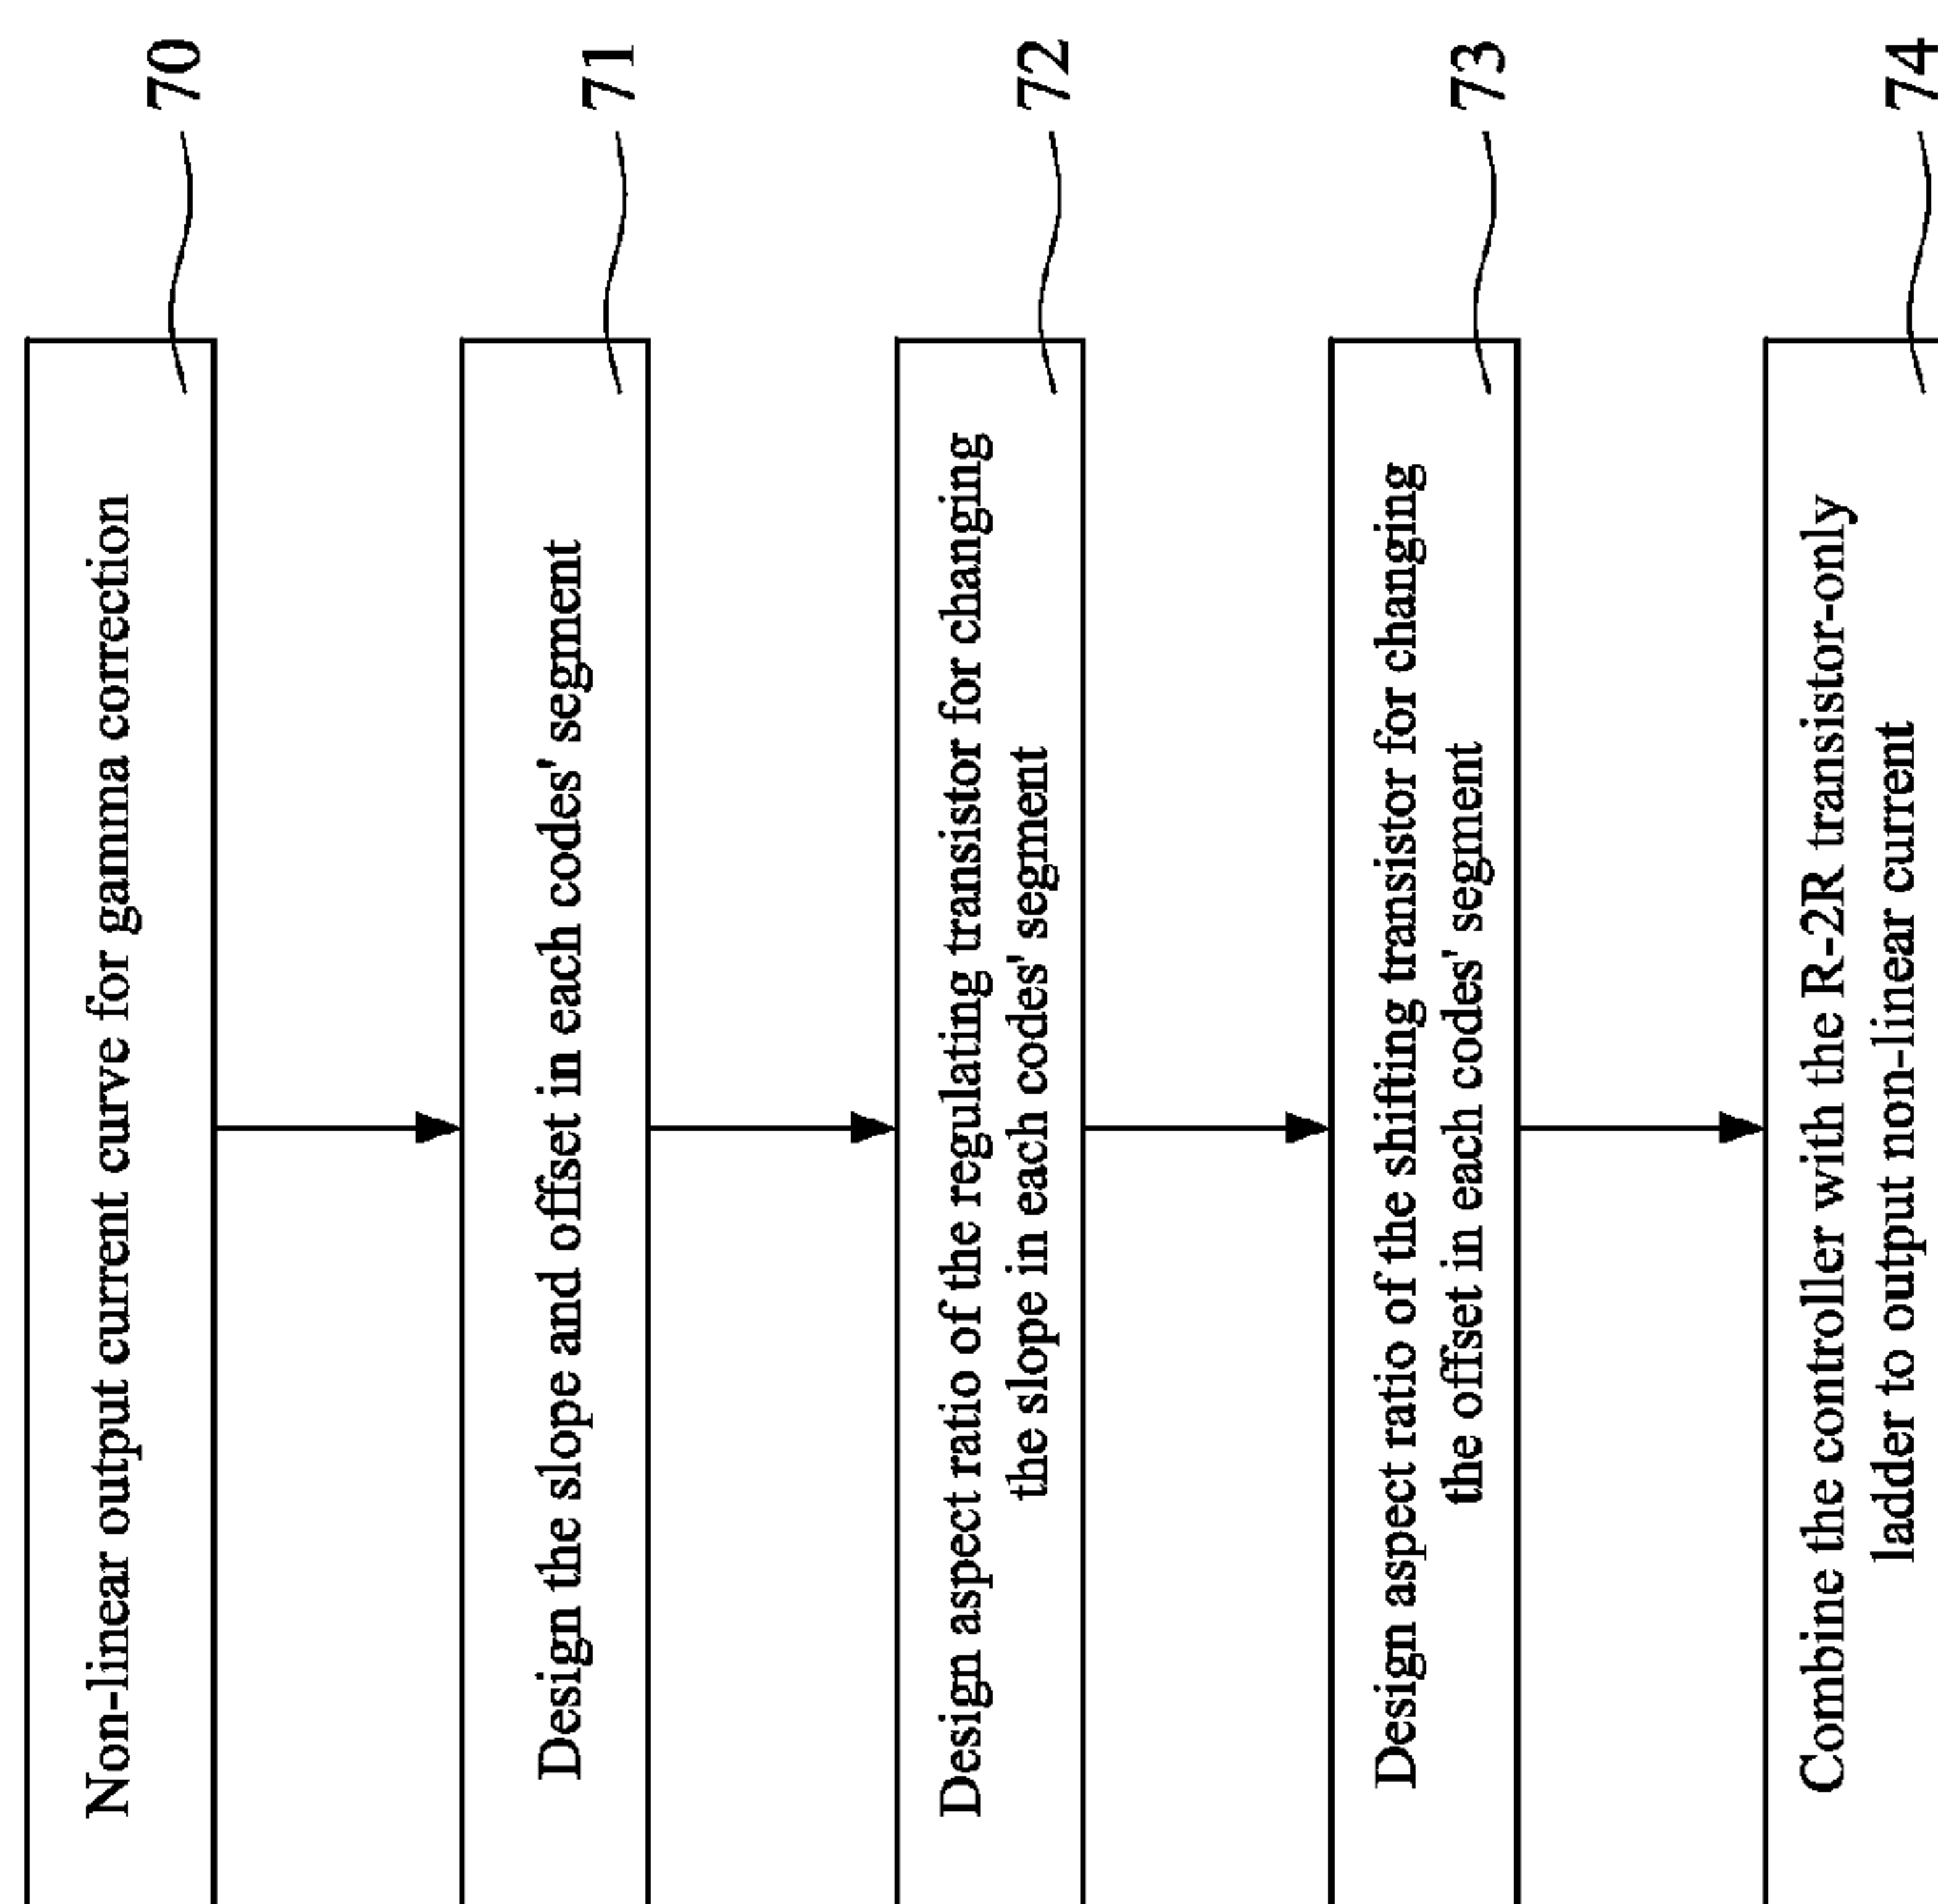 Non-linear output current curve for gamma correction
70
Design the slope and offset in each codes' segment
71
Design aspect ratio of the regulating transistor for changing
the slope in each codes' segment
72
Design aspect ratio of the shifting transistor for changing
the offset in each codes' segment
73
Combine the controller with the R-2R transistor-only
ladder to output non-linear current
74